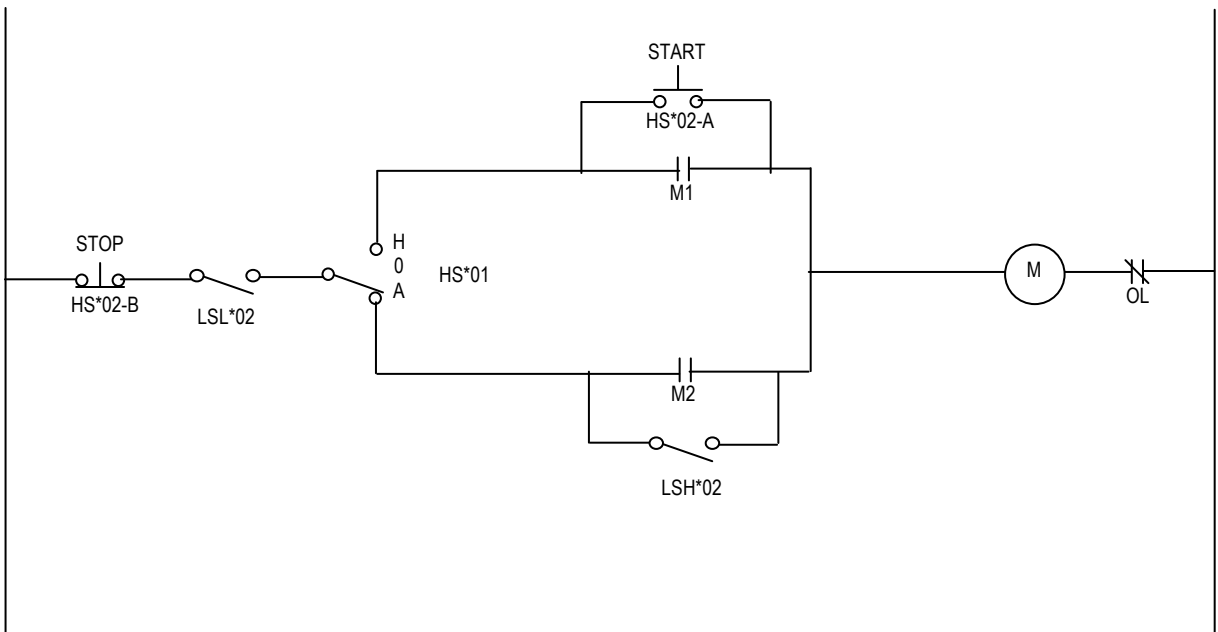 START
HS*02-A
M1
STOP
H
0
A
HS*01
HS*02-B
LSL*02
M
OL
M2
LSH*02